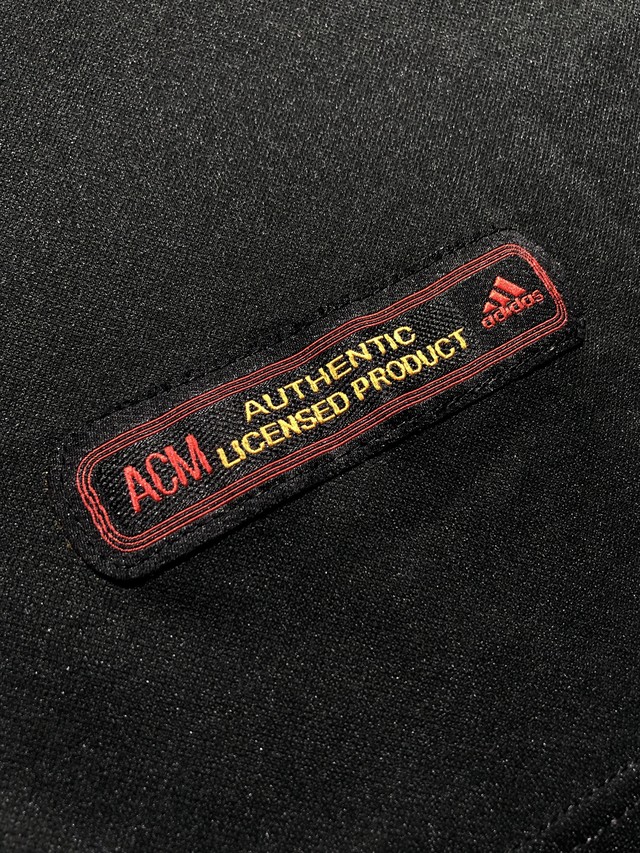 ACM
AUTHENTIC
LICENSED PRODUCT
adidas